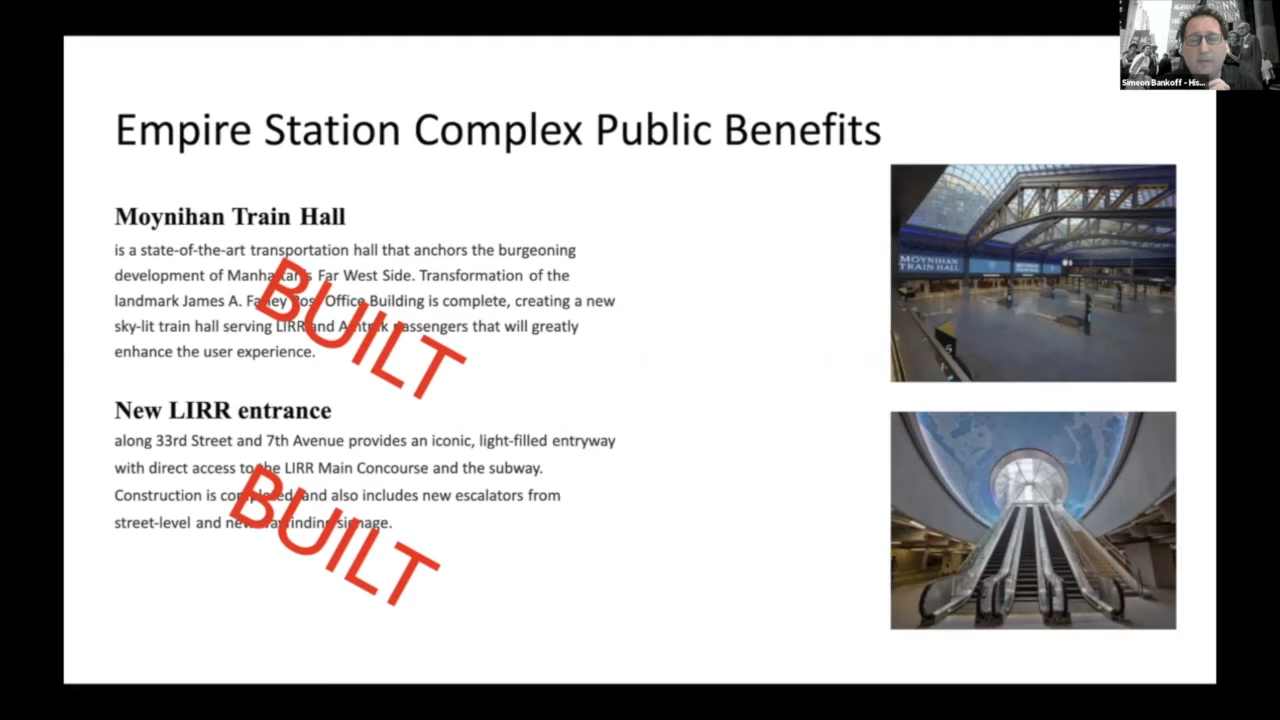 Simeon Bankoff - His...
Empire Station Complex Public Benefits
Moynihan Train Hall
is a state-of-the-art transportation hall that anchors the burgeoning
development of Manhattan's Far West Side. Transformation of the
landmark James A. Farley Post Office Building is complete, creating a new
sky-lit train hall serving LIRR and Amtrak passengers that will greatly
enhance the user experience.
BUILT
New LIRR entrance
along 33rd Street and 7th Avenue provides an iconic, light-filled entryway
with direct access to the LIRR Main Concourse and the subway.
Construction is completed and also includes new escalators from
street-level and new wayfinding signage.
BUILT
MOYNIHAN
TRAIN HALL